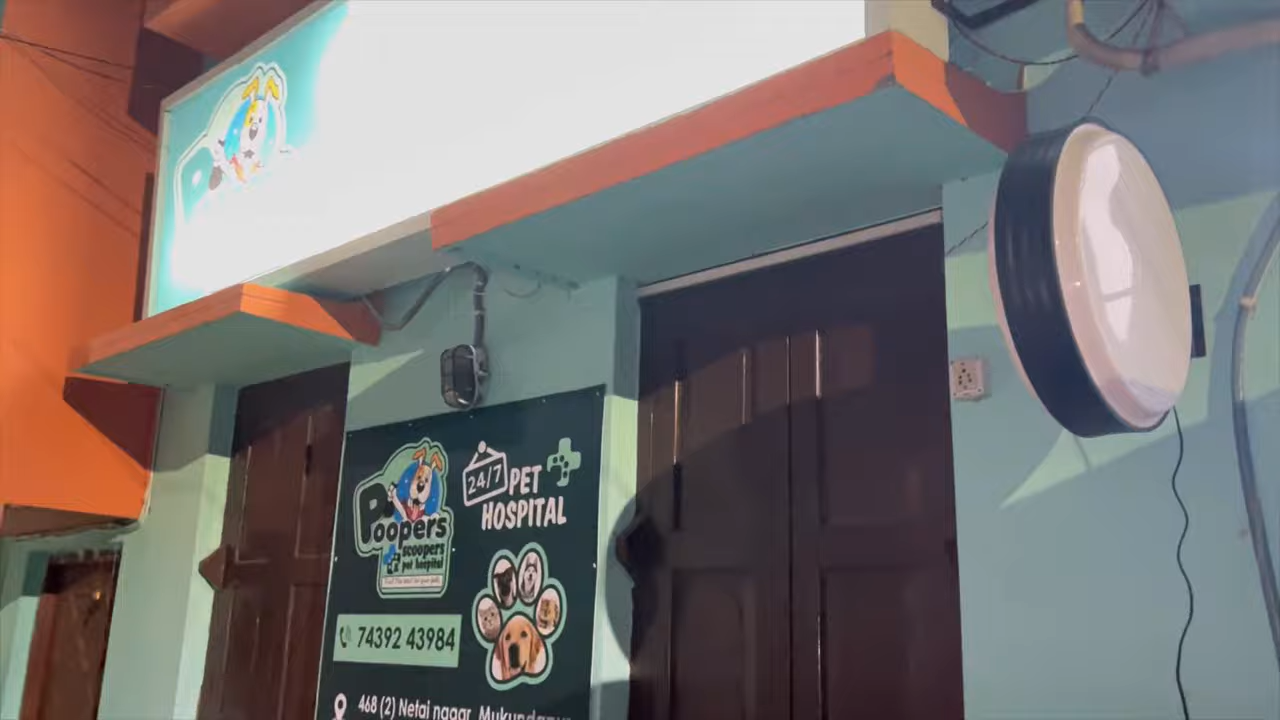 Poopers
scoopers
pet hospital
24/7
PET
HOSPITAL
74392 43984
468 (2) Netai nagar,